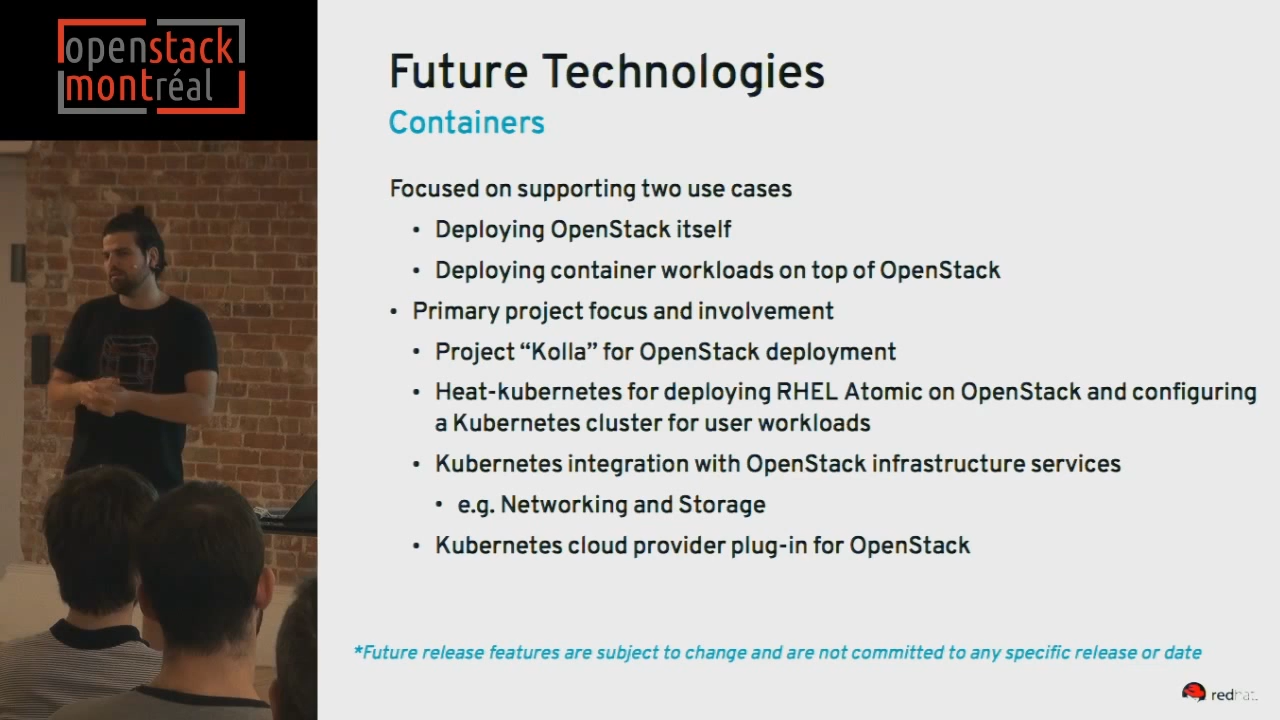 openstack
montréal
Future Technologies
Containers
Focused on supporting two use cases
• Deploying OpenStack itself
• Deploying container workloads on top of OpenStack
• Primary project focus and involvement
• Project “Kolla” for OpenStack deployment
• Heat-kubernetes for deploying RHEL Atomic on OpenStack and configuring
a Kubernetes cluster for user workloads
• Kubernetes integration with OpenStack infrastructure services
• e.g. Networking and Storage
• Kubernetes cloud provider plug-in for OpenStack
*Future release features are subject to change and are not committed to any specific release or date
redhat.